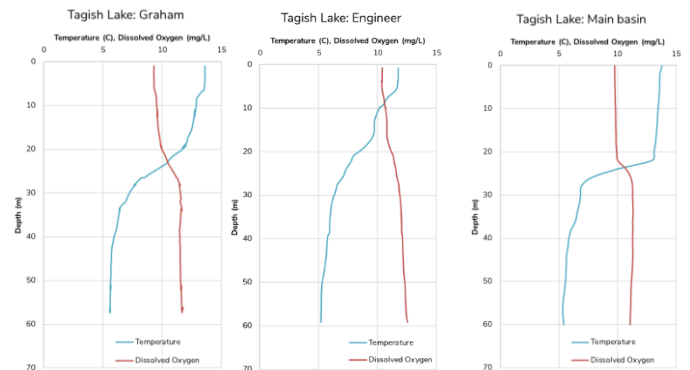 Tagish Lake: Graham
Temperature (C), Dissolved Oxygen (mg/L)
0 5 10 15
0
10
20
30
40
50
60
70
Depth (m)
Temperature
Dissolved Oxygen
Tagish Lake: Engineer
Temperature (C), Dissolved Oxygen (mg/L)
0 5 10 15
0
10
20
30
40
50
60
70
Depth (m)
Temperature
Dissolved Oxygen
Tagish Lake: Main basin
Temperature (C), Dissolved Oxygen (mg/L)
0 5 10 15
0
10
20
30
40
50
60
70
Depth (m)
Temperature
Dissolved Oxygen